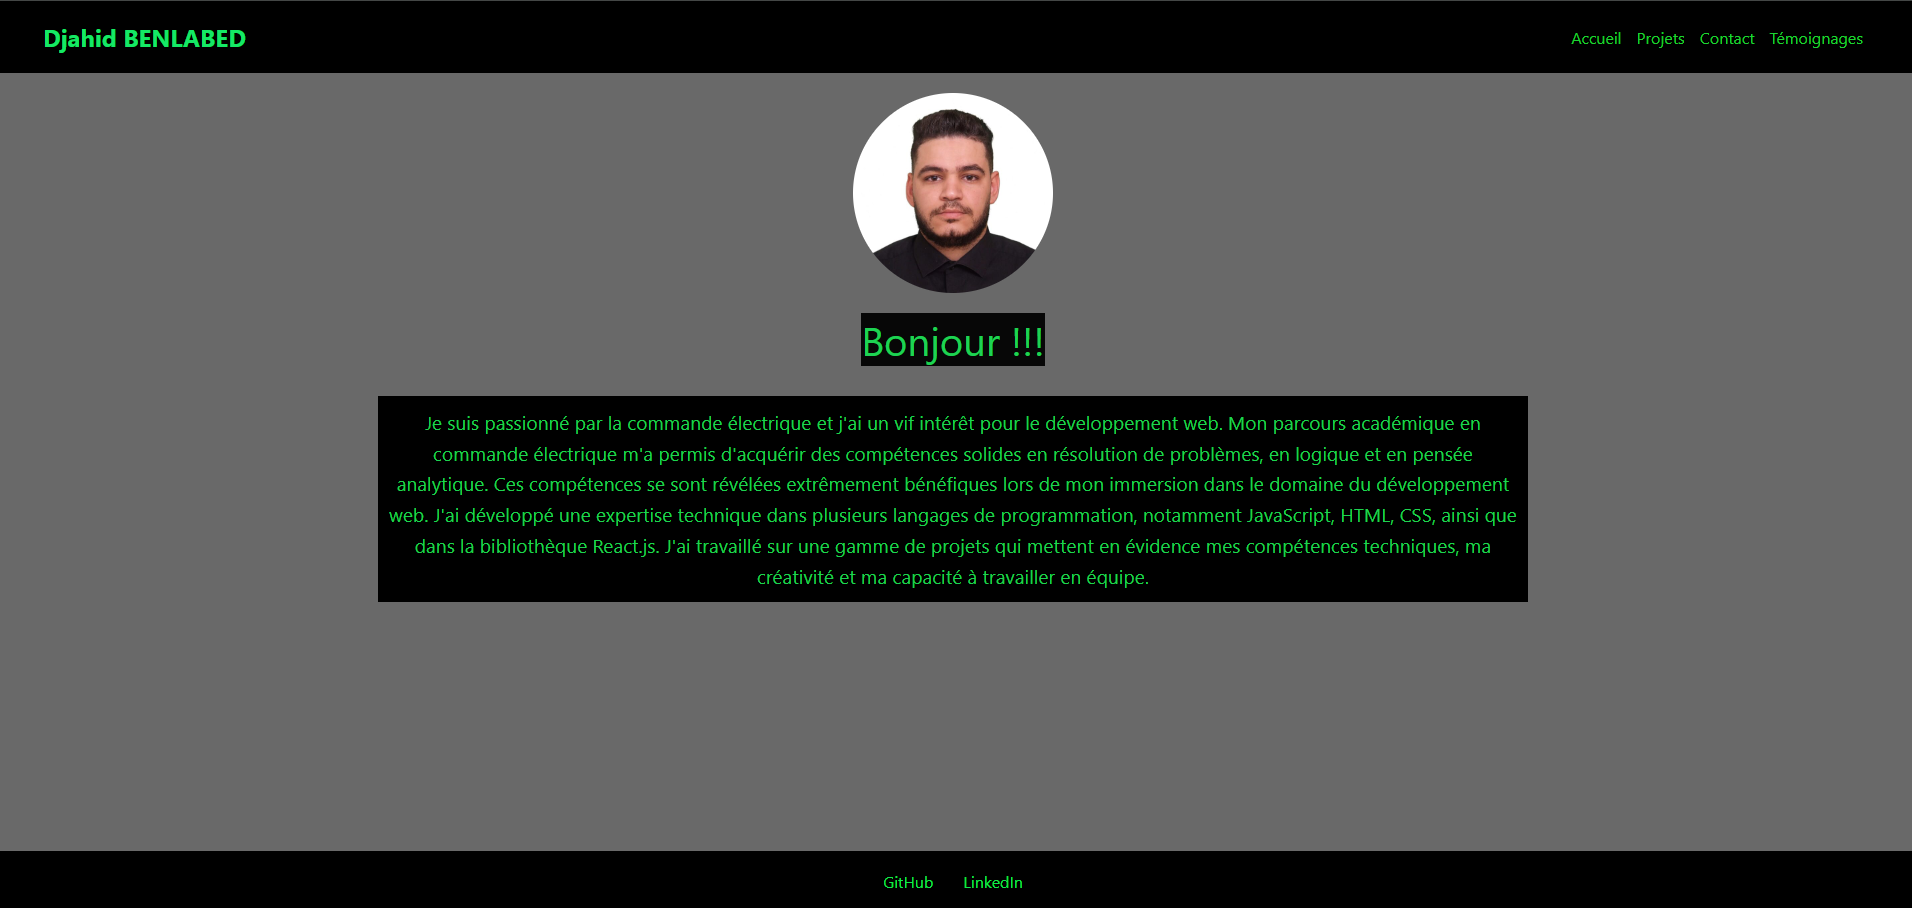 Djahid BENLABED
Accueil Projets Contact Témoignages
Bonjour !!!
Je suis passionné par la commande électrique et j'ai un vif intérêt pour le développement web. Mon parcours académique en
commande électrique m'a permis d'acquérir des compétences solides en résolution de problèmes, en logique et en pensée
analytique. Ces compétences se sont révélées extrêmement bénéfiques lors de mon immersion dans le domaine du développement
web. J'ai développé une expertise technique dans plusieurs langages de programmation, notamment JavaScript, HTML, CSS, ainsi que
dans la bibliothèque React.js. J'ai travaillé sur une gamme de projets qui mettent en évidence mes compétences techniques, ma
créativité et ma capacité à travailler en équipe.
GitHub LinkedIn